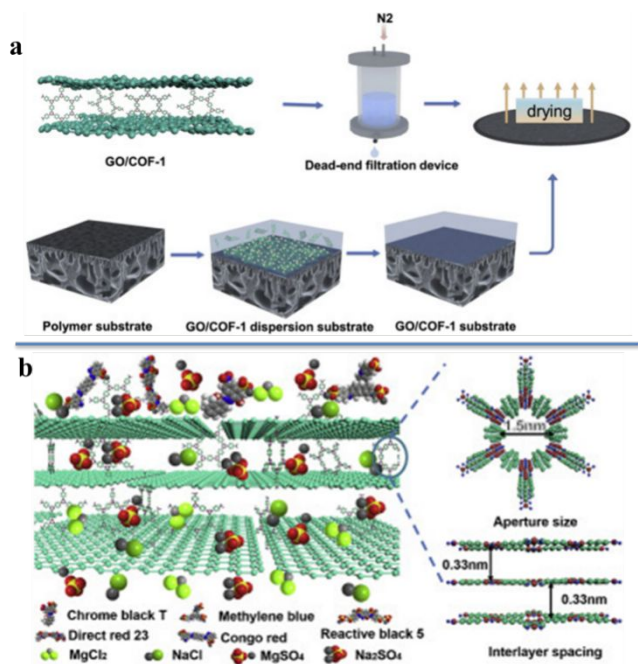 a
N2
drying
GO/COF-1
Dead-end filtration device
Polymer substrate
GO/COF-1 dispersion substrate
GO/COF-1 substrate
b
1.5nm
Aperture size
0.33nm
0.33nm
Interlayer spacing
Chrome black T
Methylene blue
Direct red 23
Congo red
Reactive black 5
MgCl₂
NaCl
MgSO₄
Na₂SO₄